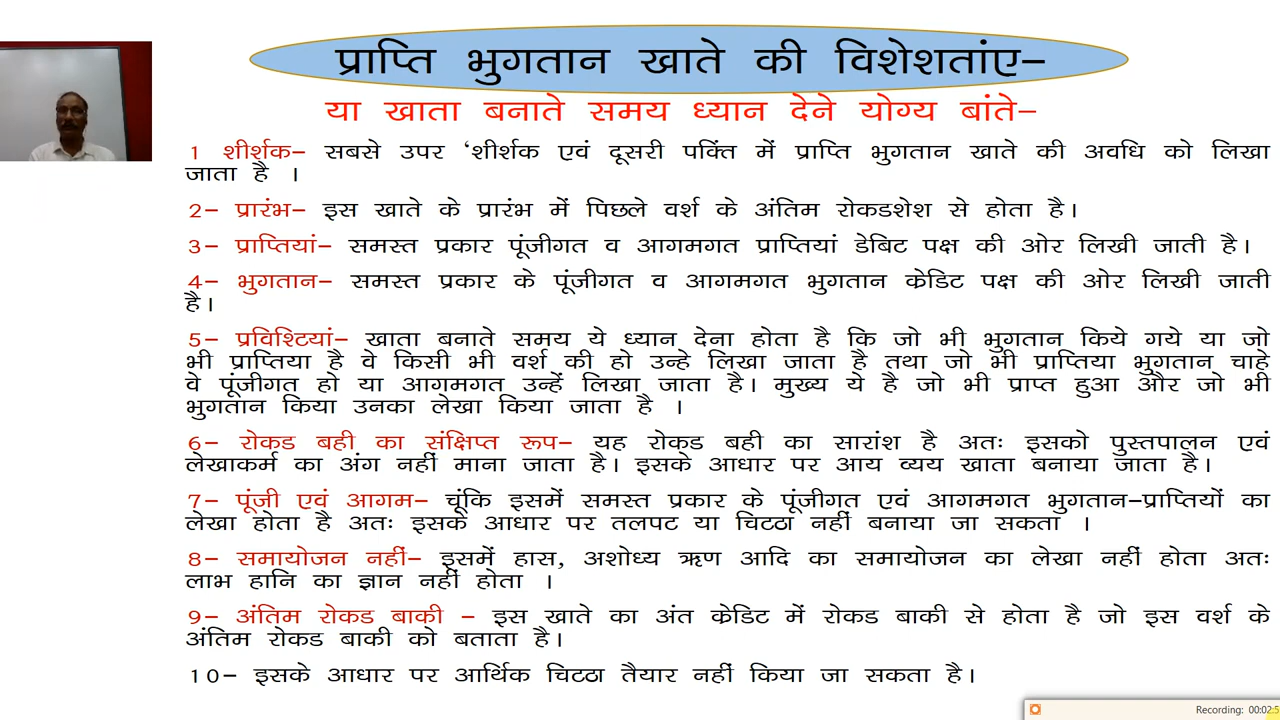 प्राप्ति भुगतान खाते की विशेशतांए–
या खाता बनाते समय ध्यान देने योग्य बांते–
1 शीर्शक– सबसे उपर ‘शीर्शक एवं दूसरी पक्तिं में प्राप्ति भुगतान खाते की अवधि को लिखा
जाता है ।
2– प्रारंभ– इस खाते के प्रारंभ में पिछले वर्श के अंतिम रोकडशेश से होता है।
3– प्राप्तियां– समस्त प्रकार पूंजीगत व आगमगत प्राप्तियां डेबिट पक्ष की ओर लिखी जाती है।
4– भुगतान– समस्त प्रकार के पूंजीगत व आगमगत भुगतान क्रेडिट पक्ष की ओर लिखी जाती
है।
5– प्रविश्टियां– खाता बनाते समय ये ध्यान देना होता है कि जो भी भुगतान किये गये या जो
भी प्राप्तिया है वे किसी भी वर्श की हो उन्हे लिखा जाता है तथा जो भी प्राप्तिया भुगतान चाहे
वे पूंजीगत हो या आगमगत उन्हें लिखा जाता है। मुख्य ये है जो भी प्राप्त हुआ और जो भी
भुगतान किया उनका लेखा किया जाता है ।
6– रोकड बही का संक्षिप्त रूप– यह रोकड बही का सारांश है अतः इसको पुस्तपालन एवं
लेखाकर्म का अंग नहीं माना जाता है। इसके आधार पर आय व्यय खाता बनाया जाता है।
7– पूंजी एवं आगम– चूंकि इसमें समस्त प्रकार के पूंजीगत एवं आगमगत भुगतान–प्राप्तियों का
लेखा होता है अतः इसके आधार पर तलपट या चिटठा नहीं बनाया जा सकता ।
8– समायोजन नहीं– इसमें हास, अशोध्य ऋण आदि का समायोजन का लेखा नहीं होता अतः
लाभ हानि का ज्ञान नहीं होता ।
9– अंतिम रोकड बाकी – इस खाते का अंत क्रेडिट में रोकड बाकी से होता है जो इस वर्श के
अंतिम रोकड बाकी को बताता है।
10– इसके आधार पर आर्थिक चिटठा तैयार नहीं किया जा सकता है।
Recording: 00:02:5